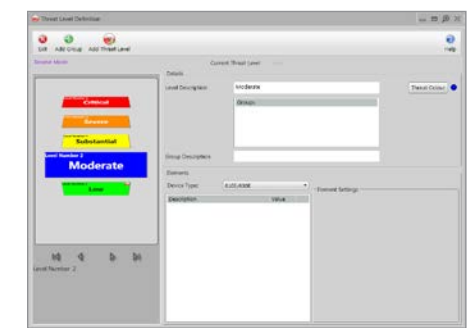 Threat Level Definition
Exit
Add Group
Add Threat Level
Help
Current Threat Level
Details
Level Description
Moderate
Threat Colour
Groups
Critical
Severe
Substantial
Level Number 2
Moderate
Low
Group Description
Elements
Device Type:
Element Settings
Description
Value
Level Number 2